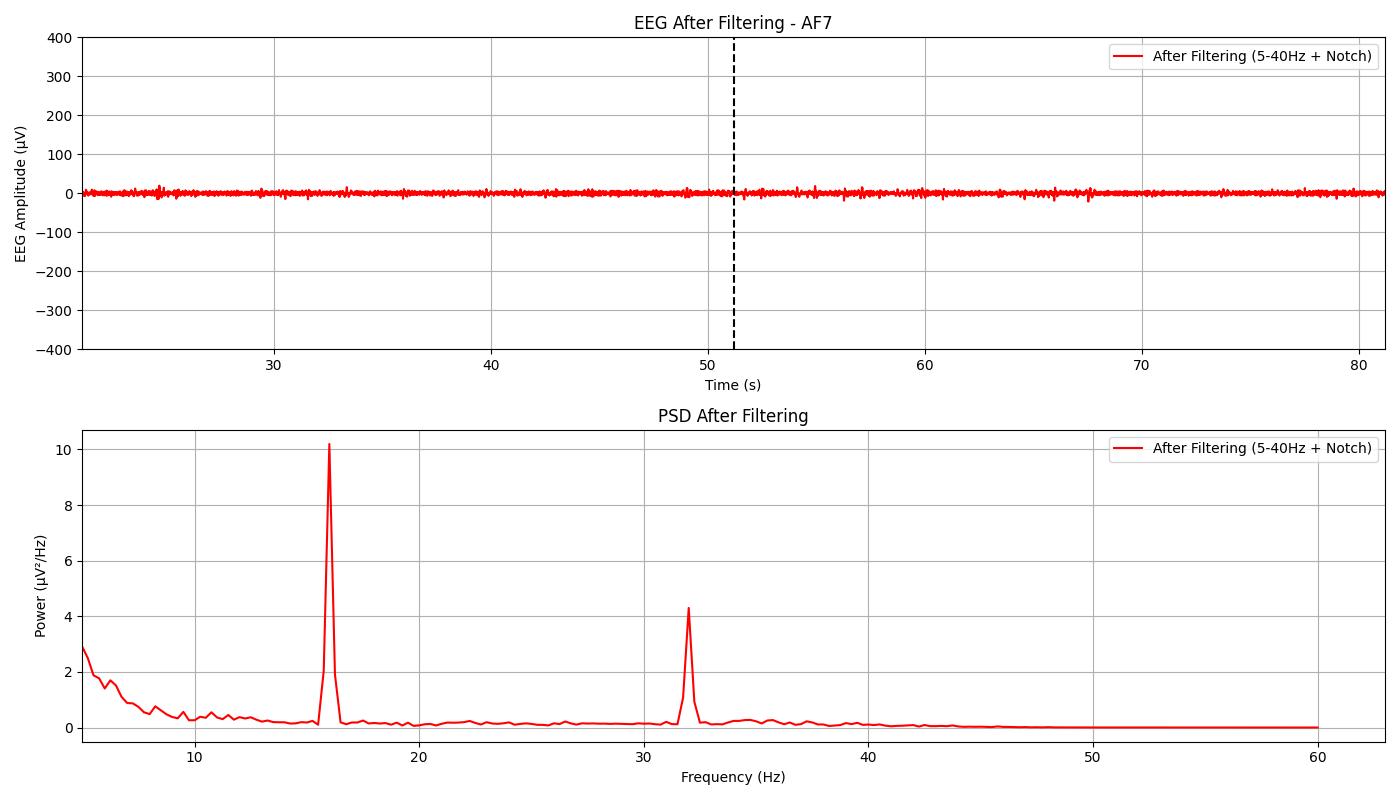 EEG After Filtering - AF7
After Filtering (5-40Hz + Notch)
EEG Amplitude (µV)
400
300
200
100
0
−100
−200
−300
−400
30 40 50 60 70 80
Time (s)
PSD After Filtering
After Filtering (5-40Hz + Notch)
Power (µV²/Hz)
10
8
6
4
2
0
10 20 30 40 50 60
Frequency (Hz)